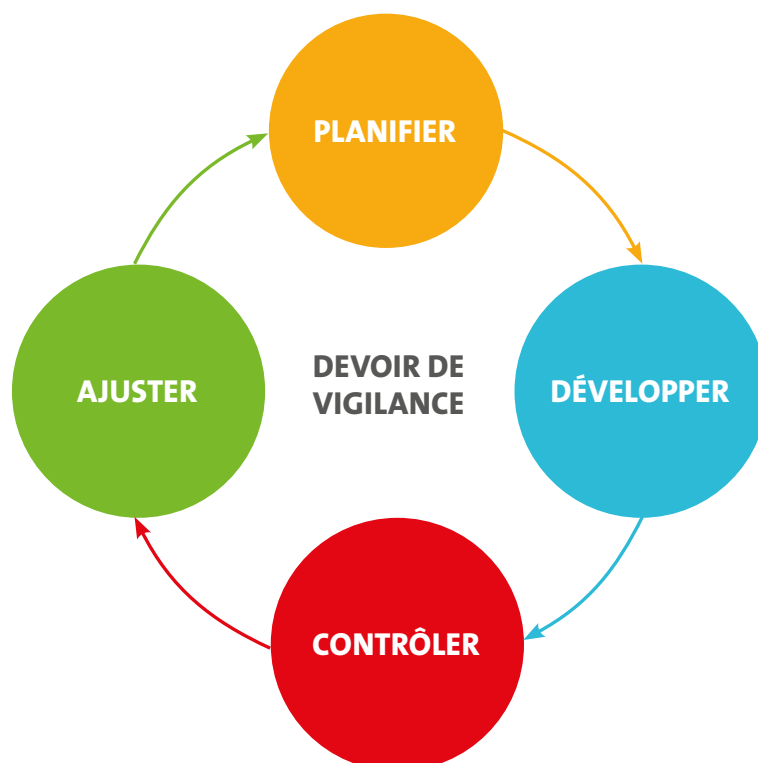 PLANIFIER
AJUSTER
DEVOIR DE
VIGILANCE
DÉVELOPPER
CONTRÔLER